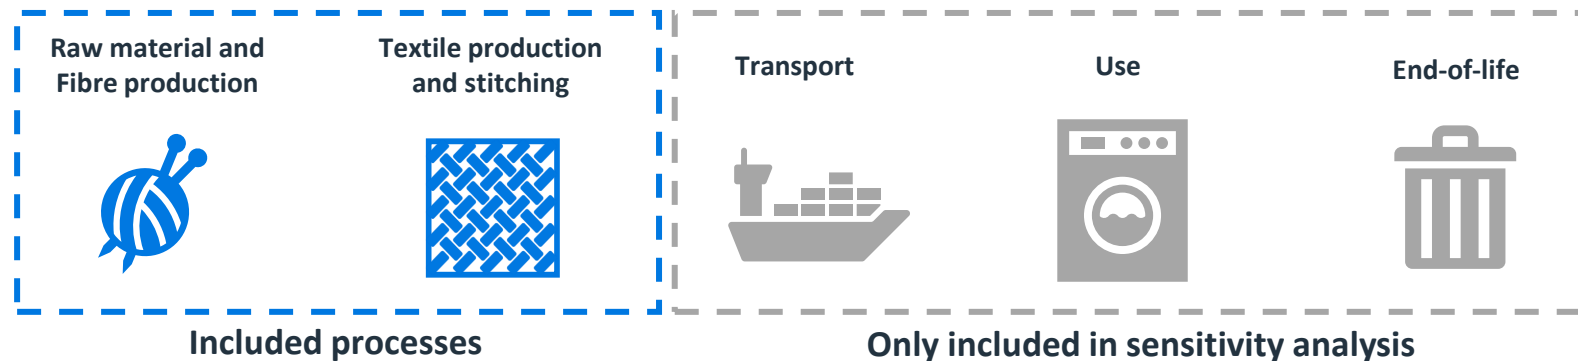 Raw material and
Fibre production
Textile production
and stitching
Transport
Use
End-of-life
Included processes
Only included in sensitivity analysis